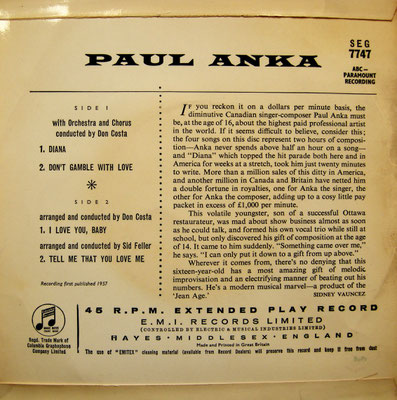 PAUL ANKA
SEG
7747
ABC—
PARAMOUNT
RECORDING
SIDE 1
with Orchestra and Chorus
conducted by Don Costa
1. DIANA
2. DON'T GAMBLE WITH LOVE
SIDE 2
arranged and conducted by Don Costa
1. I LOVE YOU, BABY
arranged and conducted by Sid Feller
2. TELL ME THAT YOU LOVE ME
Recording first published 1957
IF you reckon it on a dollars per minute basis, the
diminutive Canadian singer-composer Paul Anka must
be, at the age of 16, about the highest paid professional artist
in the world. If it seems difficult to believe, consider this;
the four songs on this disc represent two hours of composi-
tion—Anka never spends above half an hour on a song—
and "Diana" which topped the hit parade both here and in
America for weeks at a stretch, took him just twenty minutes
to write. More than a million sales of this ditty in America,
and another million in Canada and Britain have netted him
a double fortune in royalties, one for Anka the singer, the
other for Anka the composer, adding up to a cosy little pay
packet in excess of £1,000 per minute.
This volatile youngster, son of a successful Ottawa
restaurateur, was mad about show business almost as soon
as he could talk, and formed his own vocal trio while still at
school, but only discovered his gift of composition at the age
of 14. It came to him suddenly. "Something came over me,"
he says. "I can only put it down to a gift from up above."
Wherever it comes from, there's no denying that this
sixteen-year-old has a most amazing gift of melodic
improvisation and an electrifying manner of beating out his
numbers. He's a modern musical marvel—a product of the
'Jean Age.'
SIDNEY VAUNCEZ
45 R.P.M. EXTENDED PLAY RECORD
E.M.I. RECORDS LIMITED
(CONTROLLED BY ELECTRIC & MUSICAL INDUSTRIES LIMITED)
HAYES · MIDDLESEX · ENGLAND
Made and Printed in Great Britain
Regd. Trade Mark of
Columbia Graphophone
Company Limited
The use of "EMITEX" cleaning material (available from Record Dealers) will preserve this record and keep it free from dust